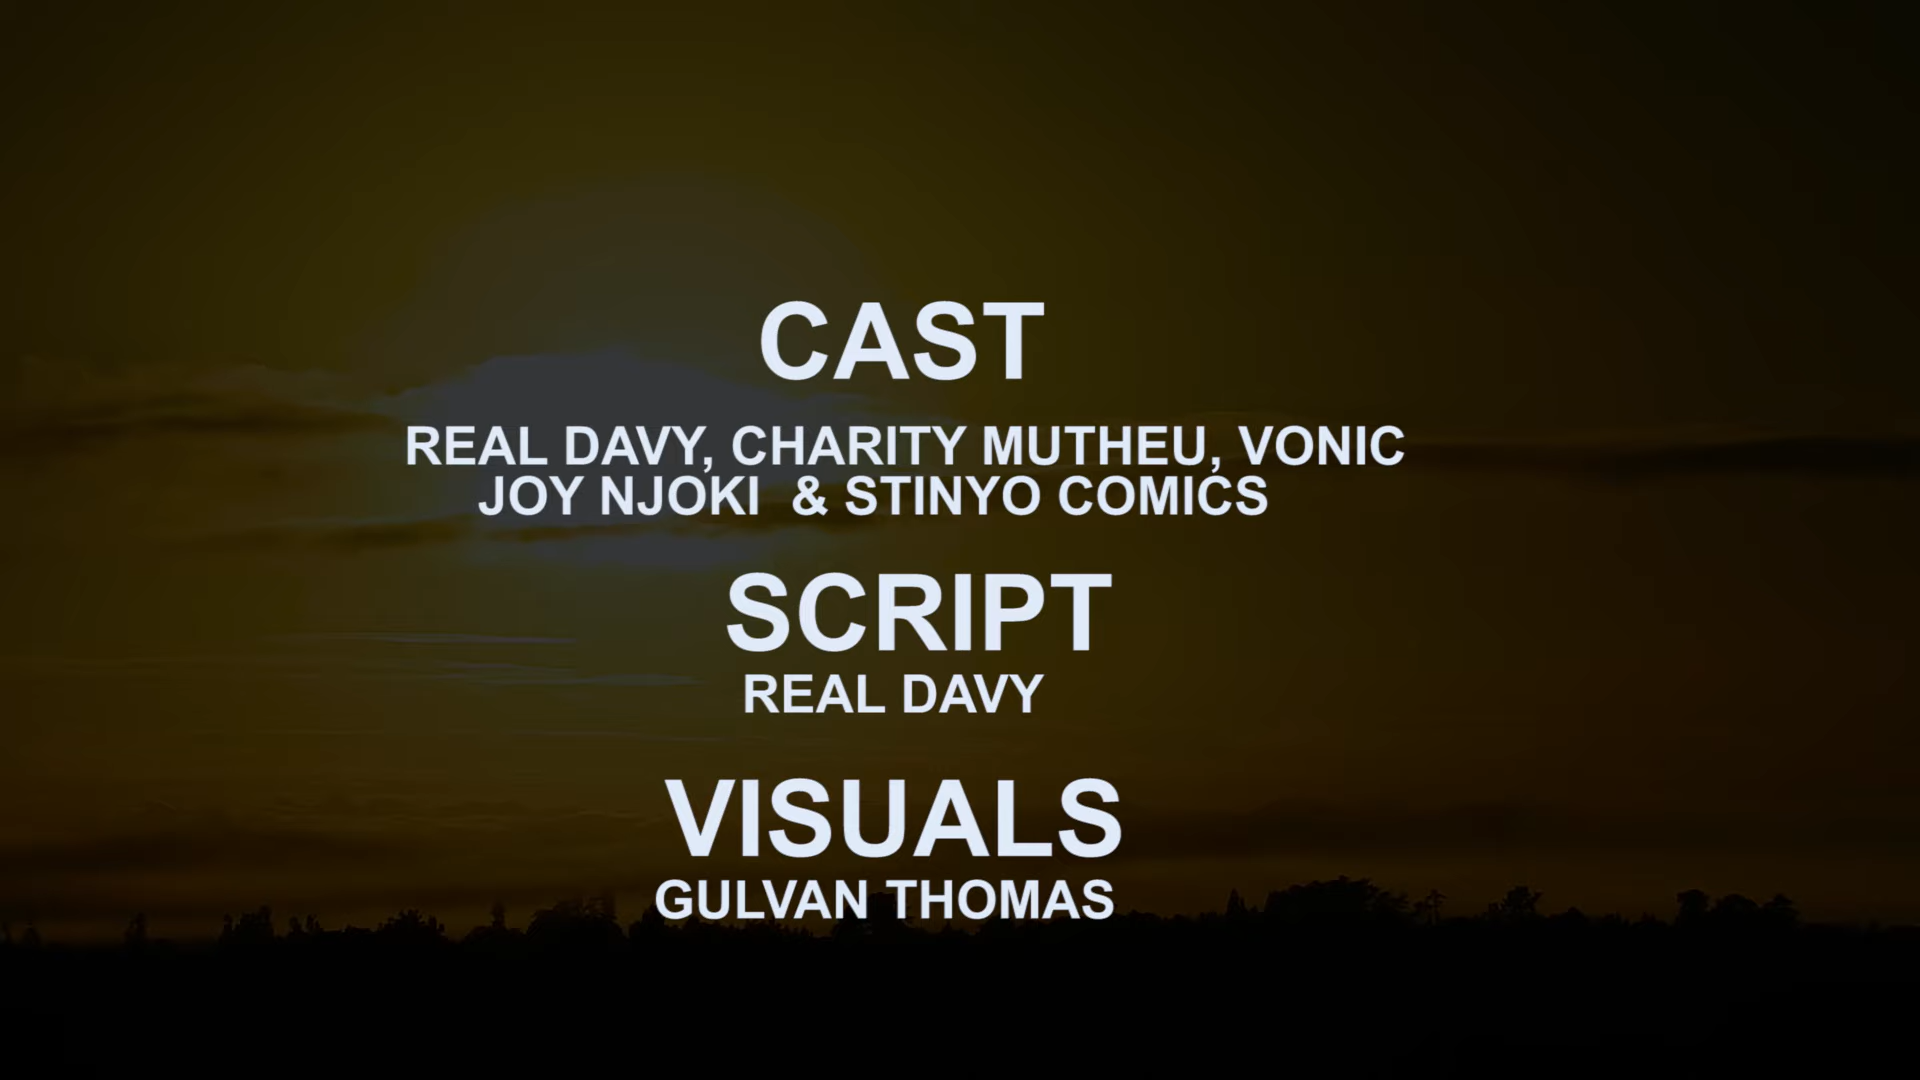 CAST
REAL DAVY, CHARITY MUTHEU, VONIC
JOY NJOKI & STINYO COMICS
SCRIPT
REAL DAVY
VISUALS
GULVAN THOMAS